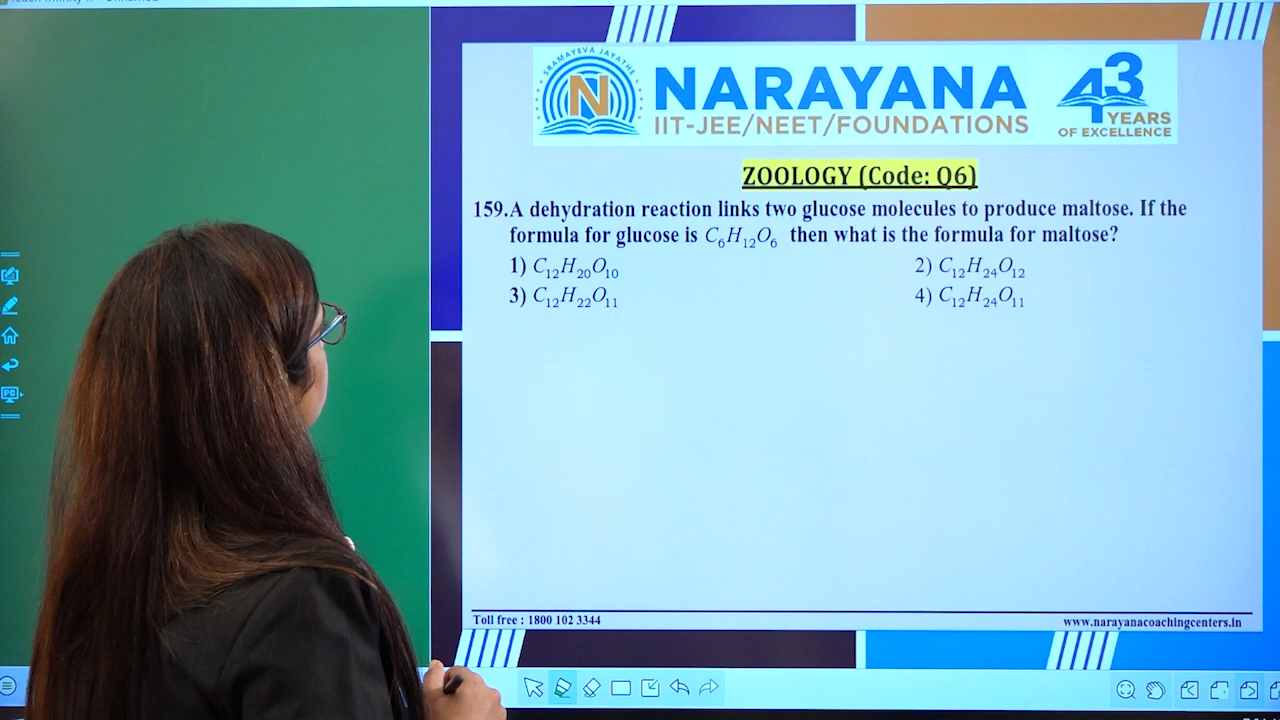 SRAMAYEVA JAYATHE
N
NARAYANA
IIT-JEE/NEET/FOUNDATIONS
43
YEARS
OF EXCELLENCE
ZOOLOGY (Code: Q6)
159.A dehydration reaction links two glucose molecules to produce maltose. If the
formula for glucose is C₆H₁₂O₆ then what is the formula for maltose?
1) C₁₂H₂₀O₁₀ 2) C₁₂H₂₄O₁₂
3) C₁₂H₂₂O₁₁ 4) C₁₂H₂₄O₁₁
Toll free : 1800 102 3344 www.narayanacoachingcenters.in
PC